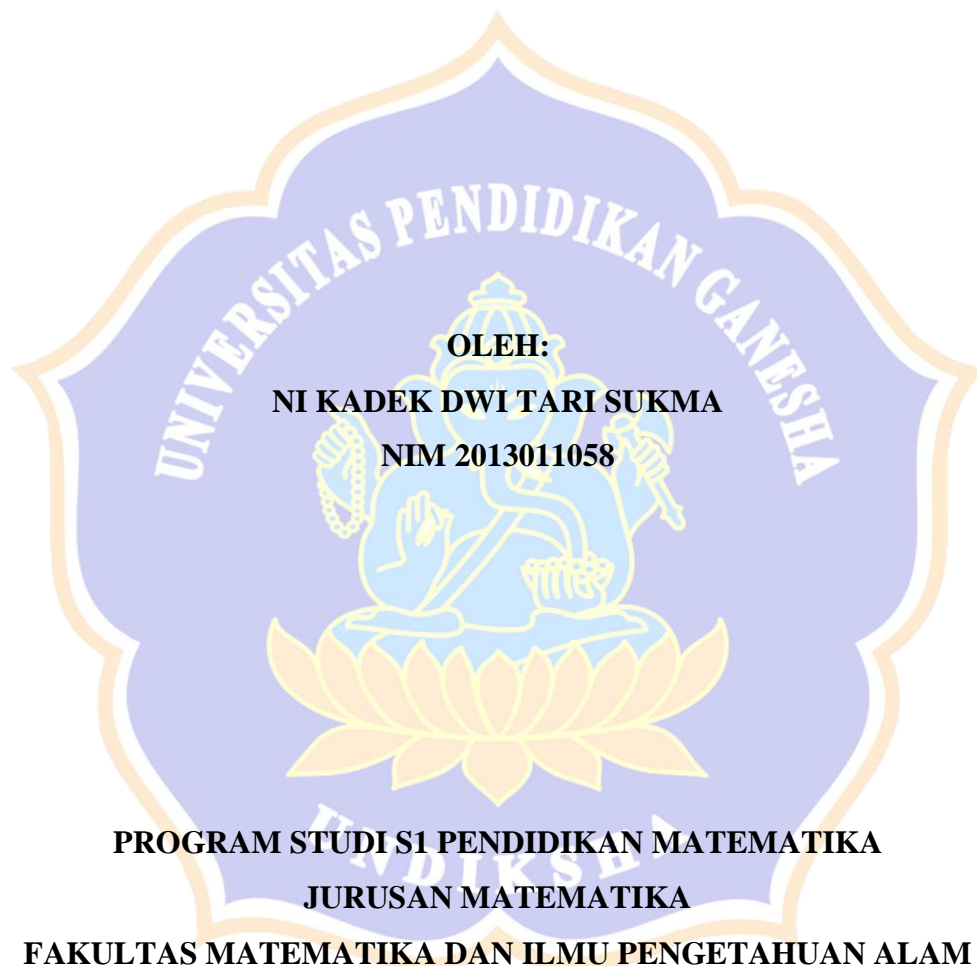 UNIVERSITAS PENDIDIKAN GANESHA
OLEH:
NI KADEK DWI TARI SUKMA
NIM 2013011058
PROGRAM STUDI S1 PENDIDIKAN MATEMATIKA
UNDIKSHA
JURUSAN MATEMATIKA
FAKULTAS MATEMATIKA DAN ILMU PENGETAHUAN ALAM